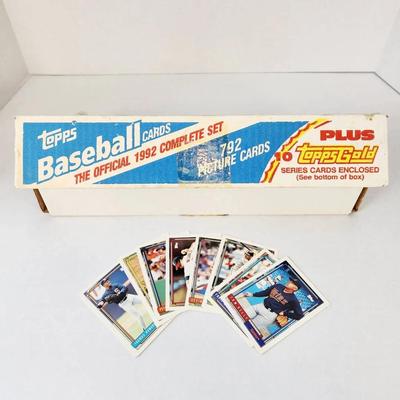 Topps
Baseball CARDS
THE OFFICIAL 1992 COMPLETE SET
792
PICTURE CARDS
PLUS
10 ToppsGold
SERIES CARDS ENCLOSED
(See bottom of box)